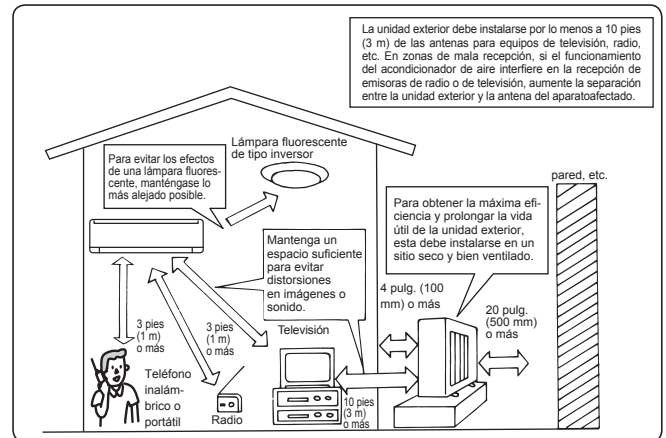 La unidad exterior debe instalarse por lo menos a 10 pies
(3 m) de las antenas para equipos de televisión, radio,
etc. En zonas de mala recepción, si el funcionamiento
del acondicionador de aire interfiere en la recepción de
emisoras de radio o de televisión, aumente la separación
entre la unidad exterior y la antena del aparatoafectado.
Lámpara fluorescente
de tipo inversor
Para evitar los efectos
de una lámpara fluores-
cente, manténgase lo
más alejado posible.
pared, etc.
Para obtener la máxima efi-
ciencia y prolongar la vida
útil de la unidad exterior,
esta debe instalarse en un
sitio seco y bien ventilado.
Mantenga un
espacio suficiente
para evitar
distorsiones
en imágenes o
sonido.
4 pulg. (100
mm) o más
20 pulg.
(500 mm)
o más
3 pies
(1 m)
o más
3 pies
(1 m)
o más
Televisión
Teléfono
inalám-
brico o
portátil
Radio
10 pies
(3 m)
o más